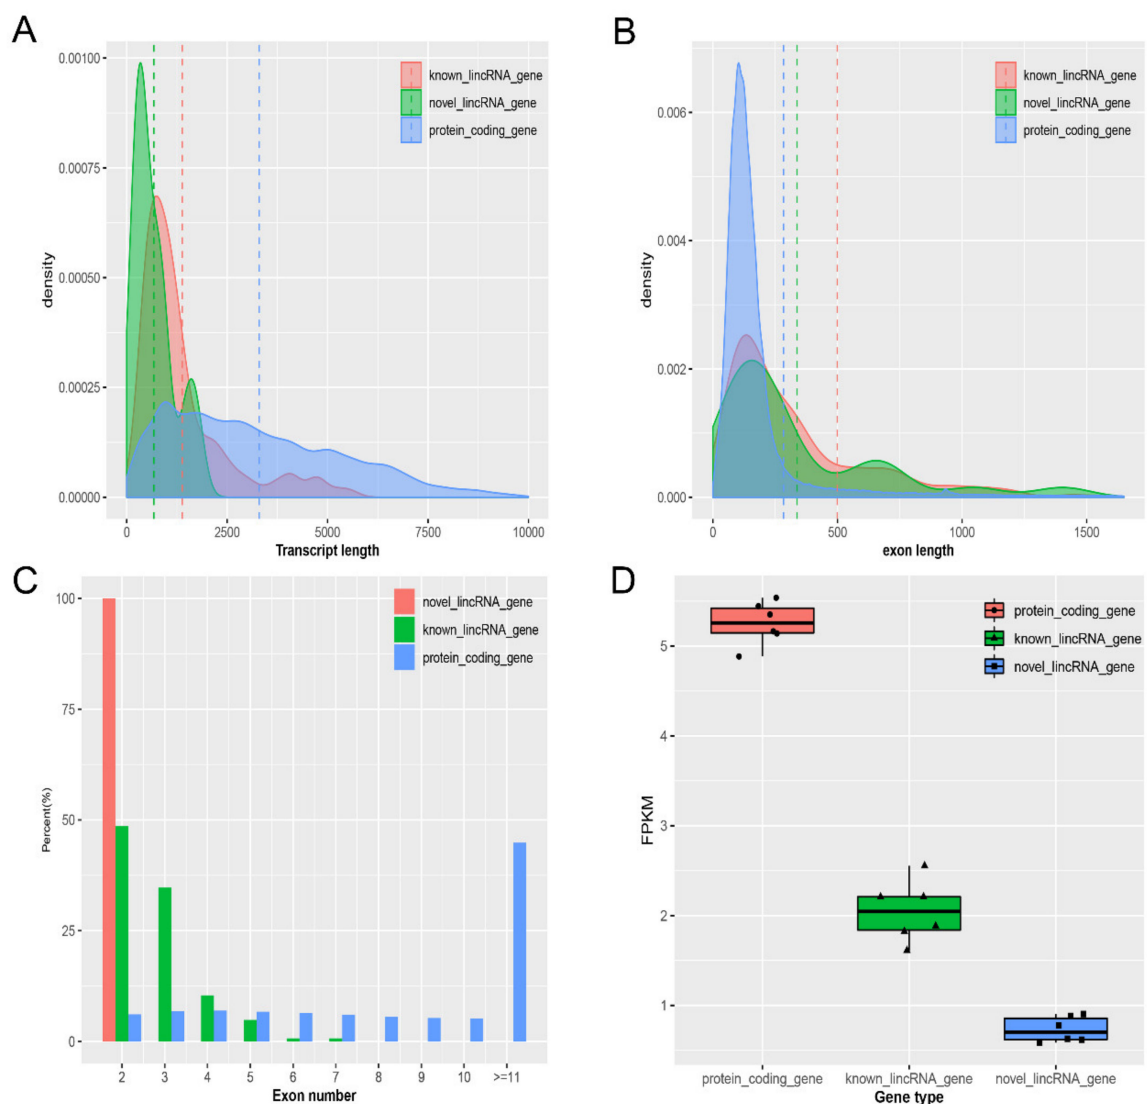 A
0.00100
0.00075
0.00050
0.00025
0.00000
density
known_lincRNA_gene
novel_lincRNA_gene
protein_coding_gene
0 2500 5000 7500 10000
Transcript length
B
0.006
0.004
0.002
0.000
density
known_lincRNA_gene
novel_lincRNA_gene
protein_coding_gene
0 500 1000 1500
exon length
C
100
75
50
25
0
Percent(%)
novel_lincRNA_gene
known_lincRNA_gene
protein_coding_gene
2 3 4 5 6 7 8 9 10 >=11
Exon number
D
5
4
3
2
1
FPKM
protein_coding_gene
known_lincRNA_gene
novel_lincRNA_gene
protein_coding_gene known_lincRNA_gene novel_lincRNA_gene
Gene type